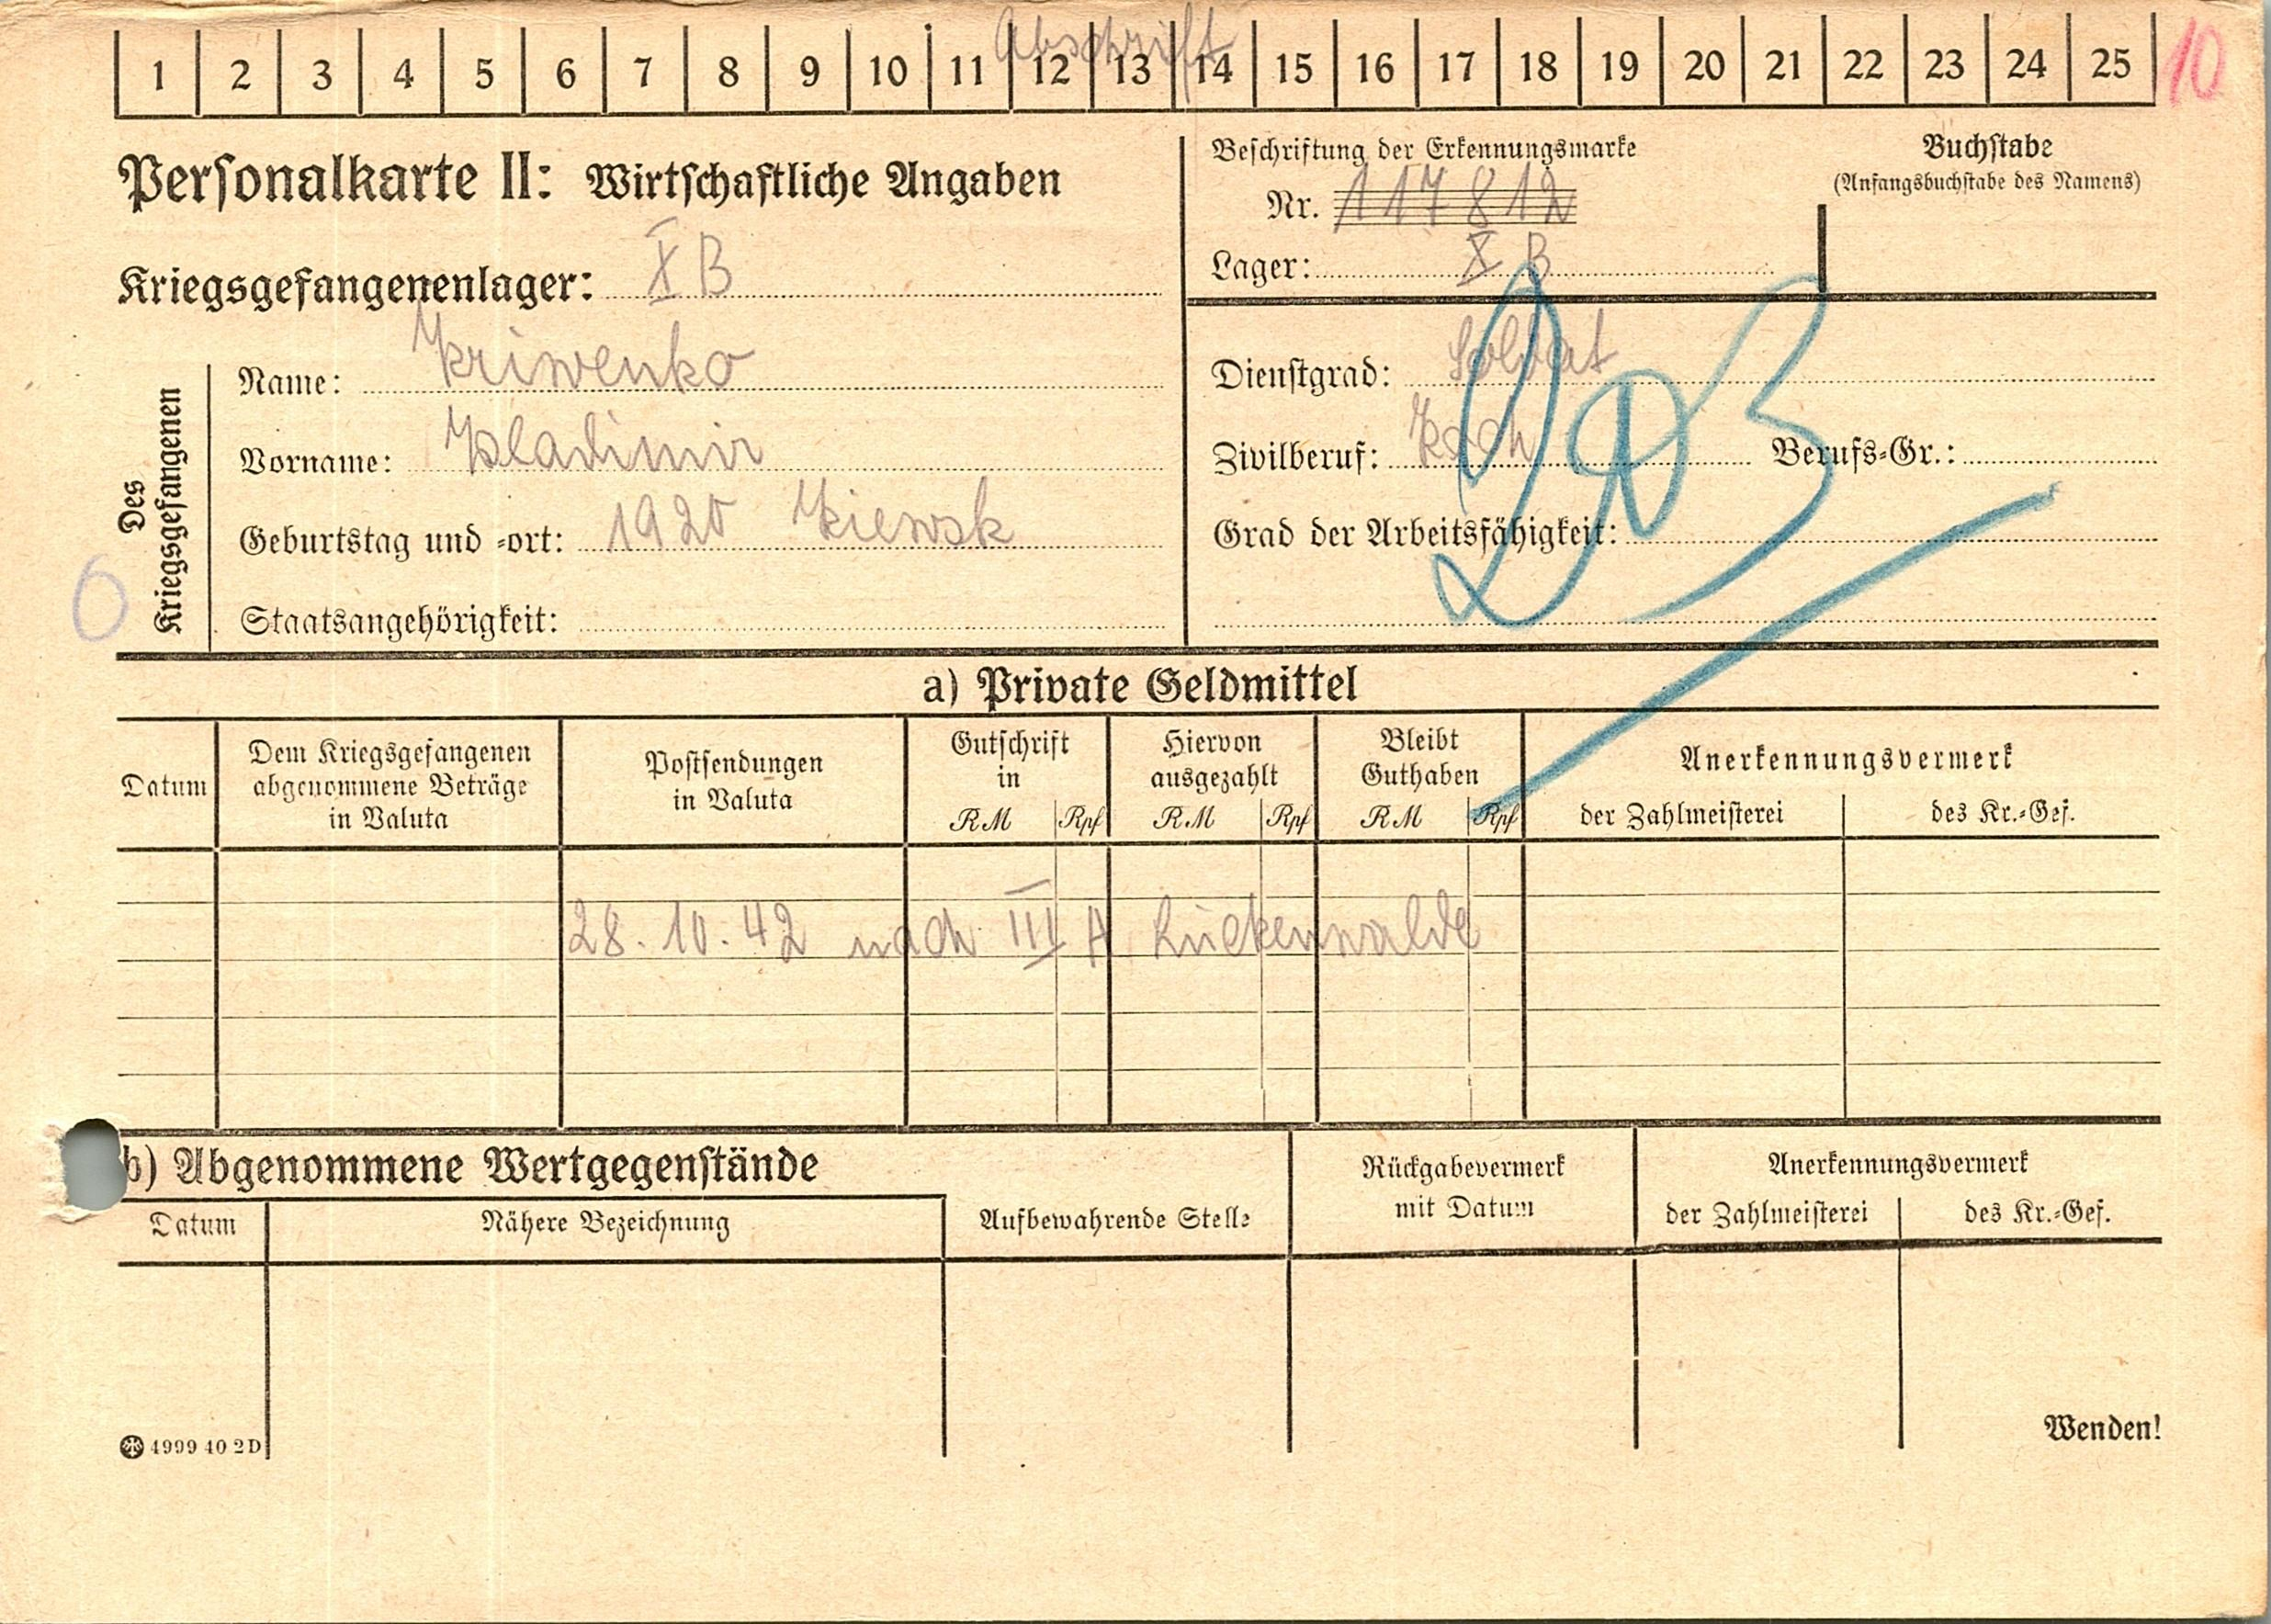 Abschrift
1 2 3 4 5 6 7 8 9 10 11 12 13 14 15 16 17 18 19 20 21 22 23 24 25 10
Personalkarte II: Wirtschaftliche Angaben
Beschriftung der Erkennungsmarke
Nr. 117812
Lager: X B
Buchstabe
(Anfangsbuchstabe des Namens)
Kriegsgefangenenlager: X B
Des
Kriegsgefangenen
Name: Kriwenko
Vorname: Wladimir
Geburtstag und -ort: 1920 Kiewsk
Staatsangehörigkeit:
Dienstgrad: Soldat
Zivilberuf: Koch Berufs-Gr.:
Grad der Arbeitsfähigkeit:
a) Private Geldmittel
Datum
Dem Kriegsgefangenen
abgenommene Beträge
in Valuta
Postsendungen
in Valuta
Gutschrift
in
RM Rpf
Hiervon
ausgezahlt
RM Rpf
Bleibt
Guthaben
RM Rpf
Anerkennungsvermerk
der Zahlmeisterei des Kr.-Gef.
28.10.42 nach III A Luckenwalde
b) Abgenommene Wertgegenstände
Datum
Nähere Bezeichnung
Aufbewahrende Stelle
Rückgabevermerk
mit Datum
Anerkennungsvermerk
der Zahlmeisterei des Kr.-Gef.
4999 40 2D
Wenden!